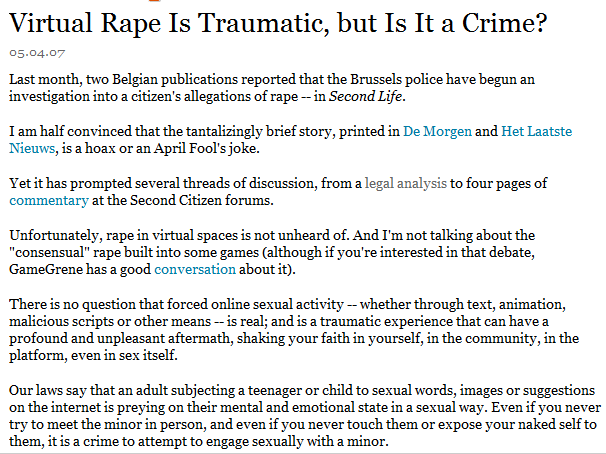 Virtual Rape Is Traumatic, but Is It a Crime?
05.04.07
Last month, two Belgian publications reported that the Brussels police have begun an
investigation into a citizen's allegations of rape -- in Second Life.
I am half convinced that the tantalizingly brief story, printed in De Morgen and Het Laatste
Nieuws, is a hoax or an April Fool's joke.
Yet it has prompted several threads of discussion, from a legal analysis to four pages of
commentary at the Second Citizen forums.
Unfortunately, rape in virtual spaces is not unheard of. And I'm not talking about the
"consensual" rape built into some games (although if you're interested in that debate,
GameGrene has a good conversation about it).
There is no question that forced online sexual activity -- whether through text, animation,
malicious scripts or other means -- is real; and is a traumatic experience that can have a
profound and unpleasant aftermath, shaking your faith in yourself, in the community, in the
platform, even in sex itself.
Our laws say that an adult subjecting a teenager or child to sexual words, images or suggestions
on the internet is preying on their mental and emotional state in a sexual way. Even if you never
try to meet the minor in person, and even if you never touch them or expose your naked self to
them, it is a crime to attempt to engage sexually with a minor.